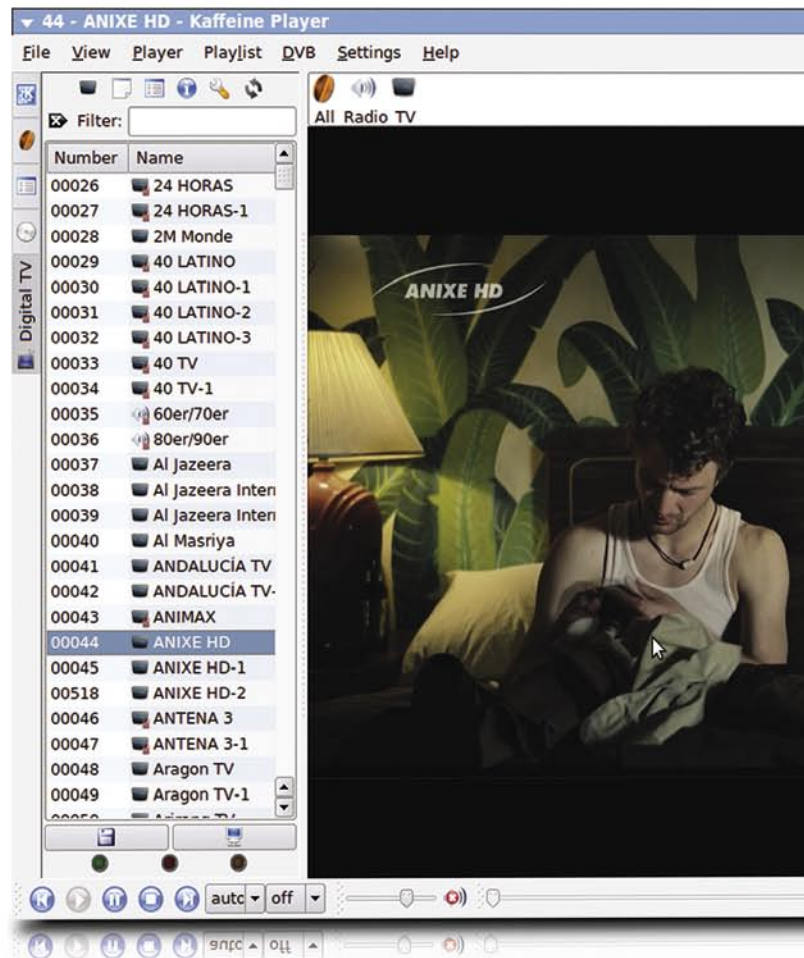 44 - ANIXE HD - Kaffeine Player
File View Player Playlist DVB Settings Help
Filter:
All Radio TV
Digital TV
Number Name
00026 24 HORAS
00027 24 HORAS-1
00028 2M Monde
00029 40 LATINO
00030 40 LATINO-1
00031 40 LATINO-2
00032 40 LATINO-3
00033 40 TV
00034 40 TV-1
00035 60er/70er
00036 80er/90er
00037 Al Jazeera
00038 Al Jazeera Intern
00039 Al Jazeera Intern
00040 Al Masriya
00041 ANDALUCÍA TV
00042 ANDALUCÍA TV-
00043 ANIMAX
00044 ANIXE HD
00045 ANIXE HD-1
00518 ANIXE HD-2
00046 ANTENA 3
00047 ANTENA 3-1
00048 Aragon TV
00049 Aragon TV-1
ANIXE HD
auto off